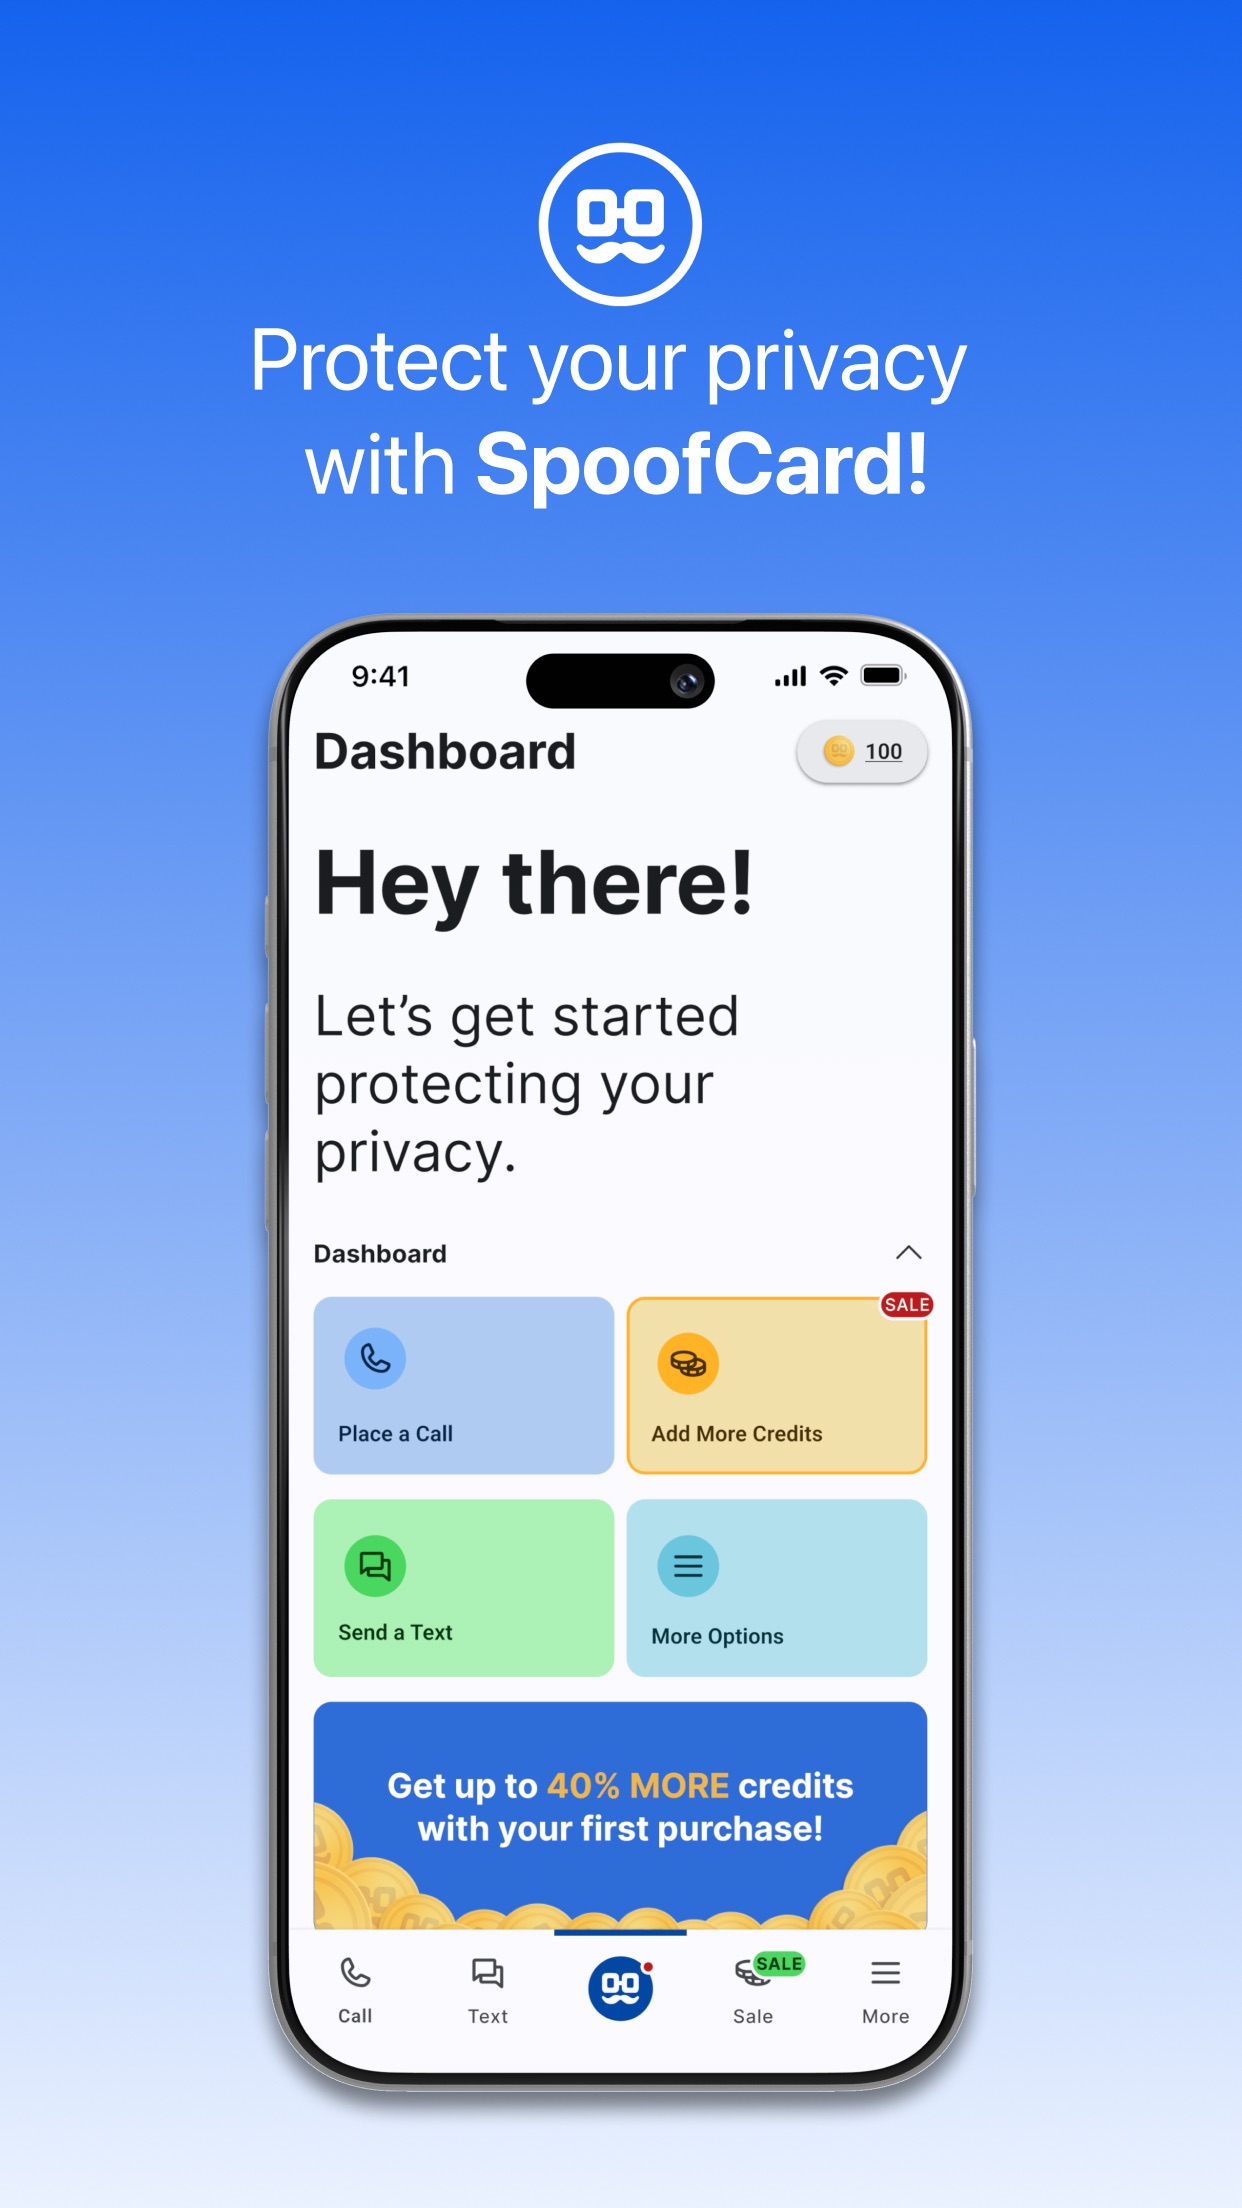 Protect your privacy
with SpoofCard!
9:41
Dashboard
100
Hey there!
Let’s get started
protecting your
privacy.
Dashboard
SALE
Place a Call
Add More Credits
Send a Text
More Options
Get up to 40% MORE credits
with your first purchase!
SALE
Call
Text
Sale
More